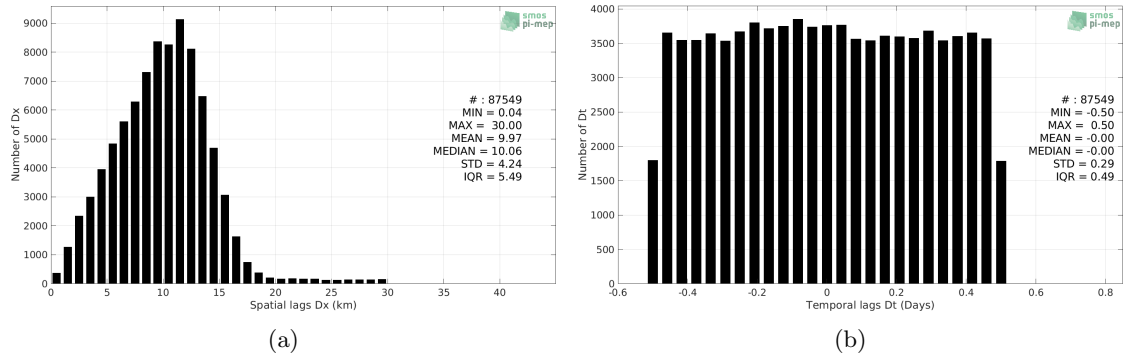 9000
8000
7000
6000
5000
4000
3000
2000
1000
0
Number of Dx
0 5 10 15 20 25 30 35 40
Spatial lags Dx (km)
smos
pi-mep
# : 87549
MIN = 0.04
MAX = 30.00
MEAN = 9.97
MEDIAN = 10.06
STD = 4.24
IQR = 5.49
(a)
4000
3500
3000
2500
2000
1500
1000
500
0
Number of Dt
-0.6 -0.4 -0.2 0 0.2 0.4 0.6 0.8
Temporal lags Dt (Days)
smos
pi-mep
# : 87549
MIN = -0.50
MAX = 0.50
MEAN = -0.00
MEDIAN = -0.00
STD = 0.29
IQR = 0.49
(b)